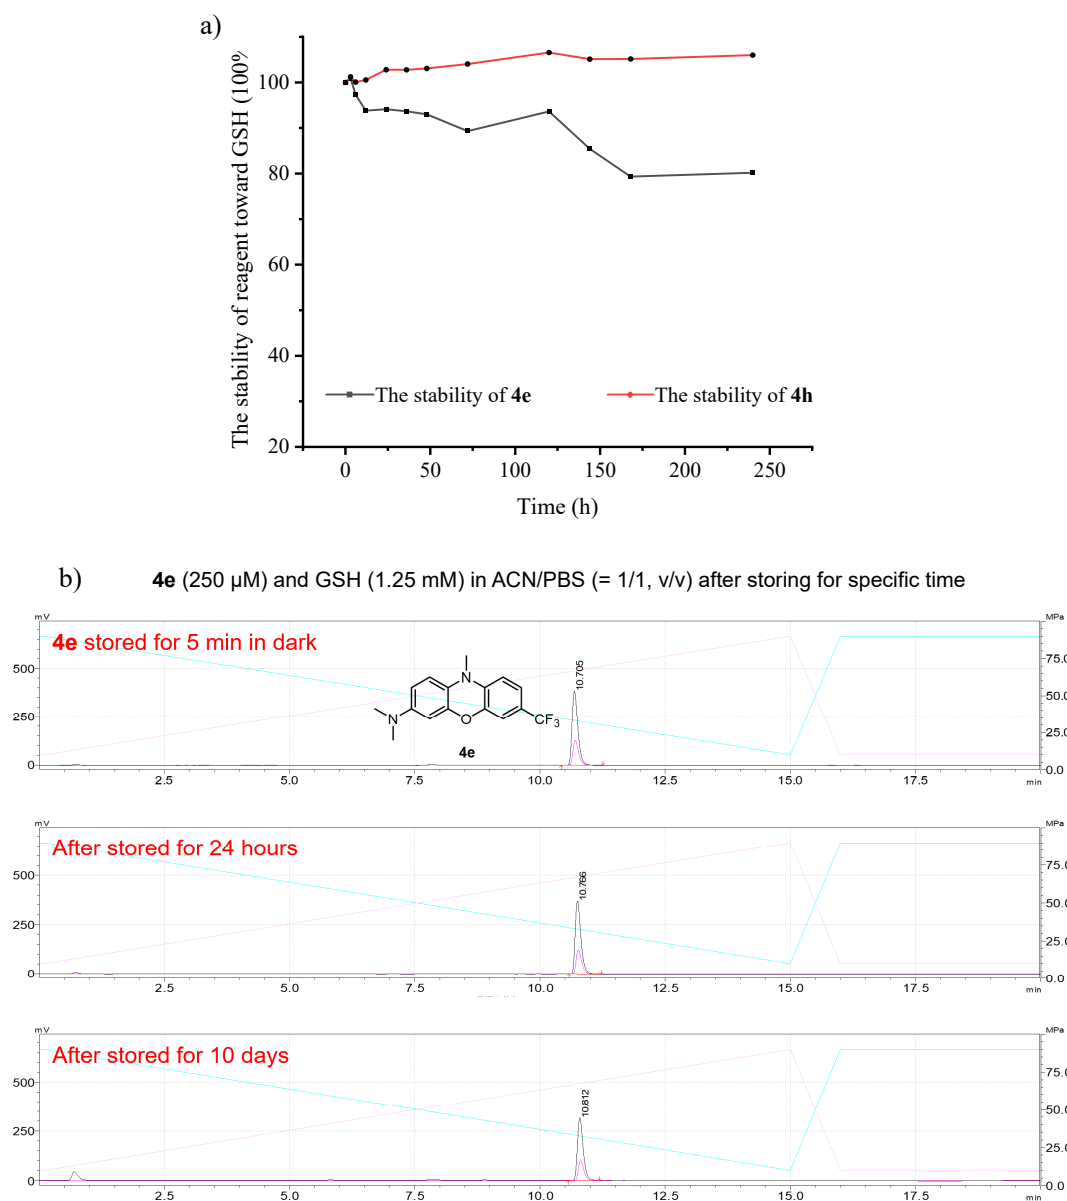 a)
The stability of reagent toward GSH (100%
100
80
60
40
20
The stability of 4e
The stability of 4h
0 50 100 150 200 250
Time (h)
b)
4e (250 µM) and GSH (1.25 mM) in ACN/PBS (= 1/1, v/v) after storing for specific time
mV MPa
4e stored for 5 min in dark
500
250
0
75.0
50.0
25.0
0.0
10.705
N
N
O
CF3
4e
2.5 5.0 7.5 10.0 12.5 15.0 17.5 min
mV MPa
After stored for 24 hours
500
250
0
75.0
50.0
25.0
0.0
10.766
2.5 5.0 7.5 10.0 12.5 15.0 17.5 min
mV MPa
After stored for 10 days
500
250
0
75.0
50.0
25.0
0.0
10.812
2.5 5.0 7.5 10.0 12.5 15.0 17.5 min